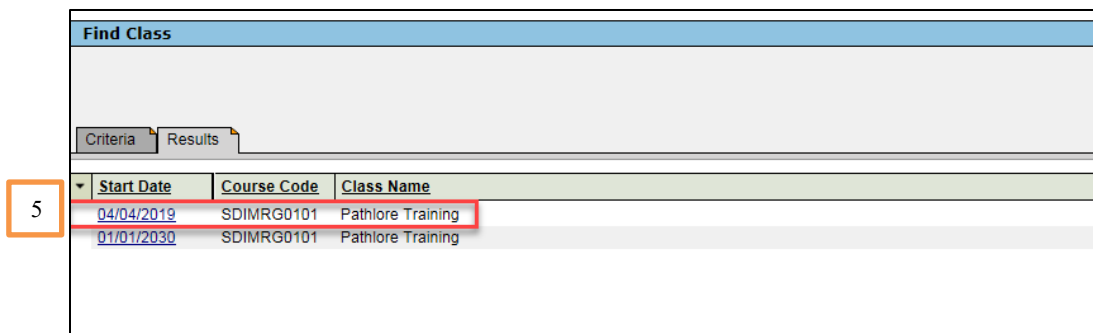 Find Class
Criteria Results
Start Date Course Code Class Name
5
04/04/2019 SDIMRG0101 Pathlore Training
01/01/2030 SDIMRG0101 Pathlore Training